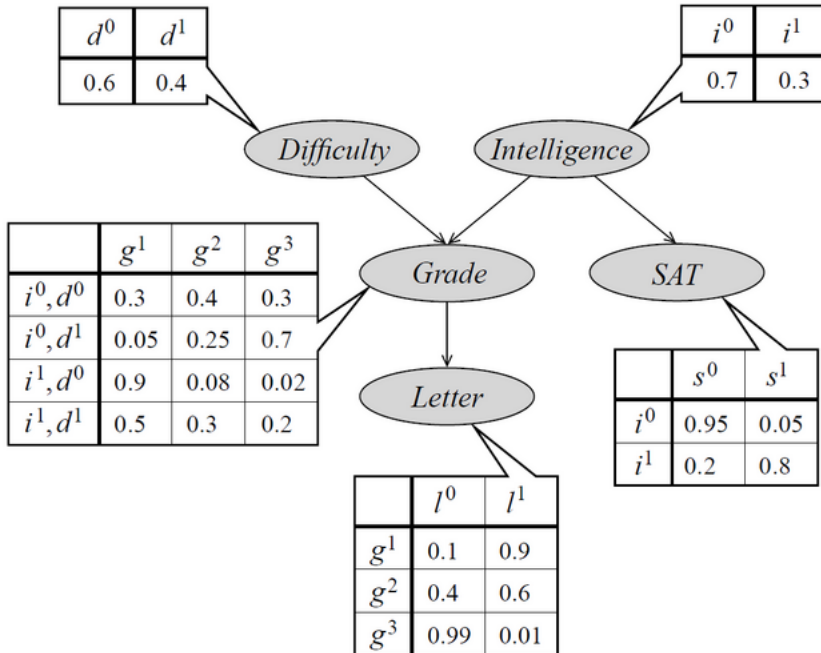 d⁰ d¹
0.6 0.4
i⁰ i¹
0.7 0.3
Difficulty
Intelligence
g¹ g² g³
i⁰, d⁰ 0.3 0.4 0.3
i⁰, d¹ 0.05 0.25 0.7
i¹, d⁰ 0.9 0.08 0.02
i¹, d¹ 0.5 0.3 0.2
Grade
SAT
Letter
s⁰ s¹
i⁰ 0.95 0.05
i¹ 0.2 0.8
l⁰ l¹
g¹ 0.1 0.9
g² 0.4 0.6
g³ 0.99 0.01